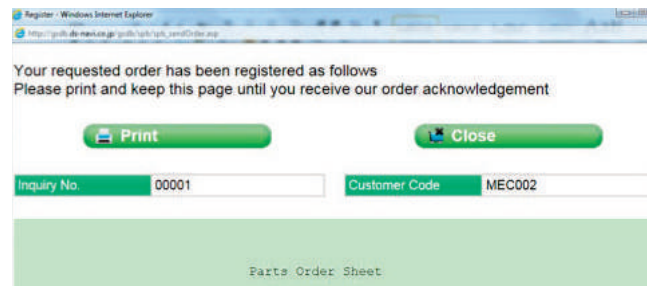 Register - Windows Internet Explorer
Your requested order has been registered as follows
Please print and keep this page until you receive our order acknowledgement
Print Close
Inquiry No. 00001 Customer Code MEC002
Parts Order Sheet